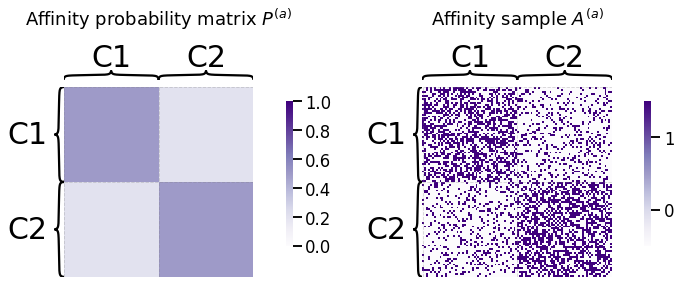 Affinity probability matrix P^(a)
C1 C2
C1
C2
1.0
0.8
0.6
0.4
0.2
0.0
Affinity sample A^(a)
C1 C2
C1
C2
1
0